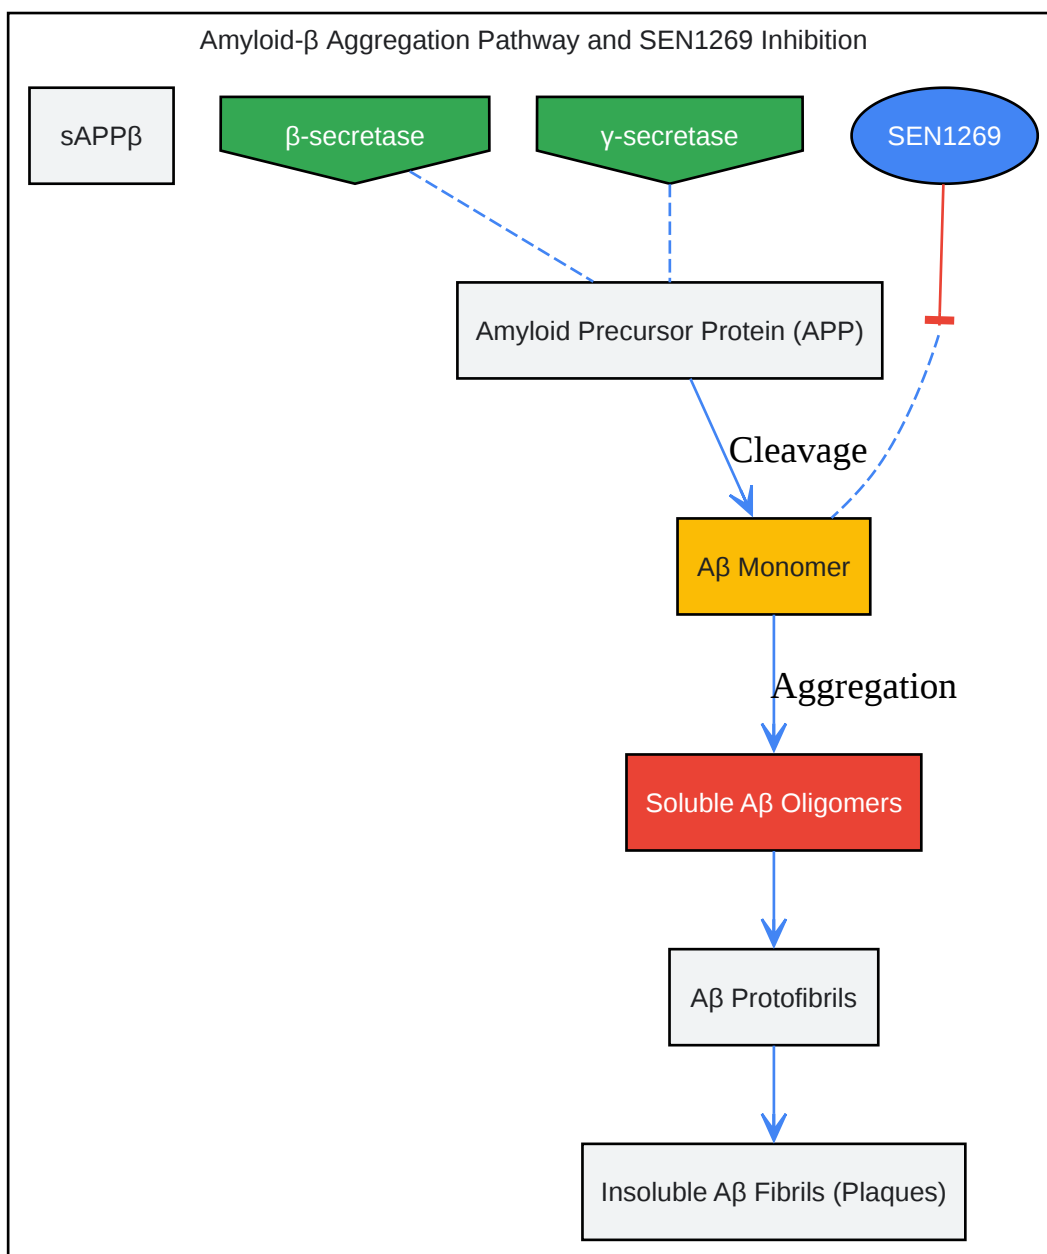 Amyloid-β Aggregation Pathway and SEN1269 Inhibition
sAPPβ
β-secretase
γ-secretase
SEN1269
Amyloid Precursor Protein (APP)
Cleavage
Aβ Monomer
Aggregation
Soluble Aβ Oligomers
Aβ Protofibrils
Insoluble Aβ Fibrils (Plaques)